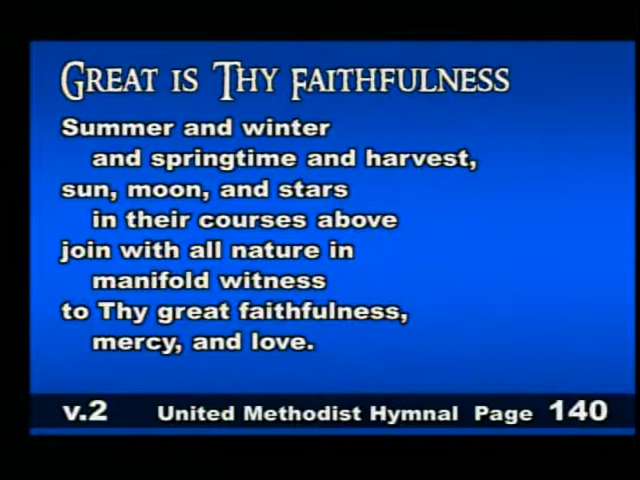 Great is Thy Faithfulness
Summer and winter
and springtime and harvest,
sun, moon, and stars
in their courses above
join with all nature in
manifold witness
to Thy great faithfulness,
mercy, and love.
v.2 United Methodist Hymnal Page 140